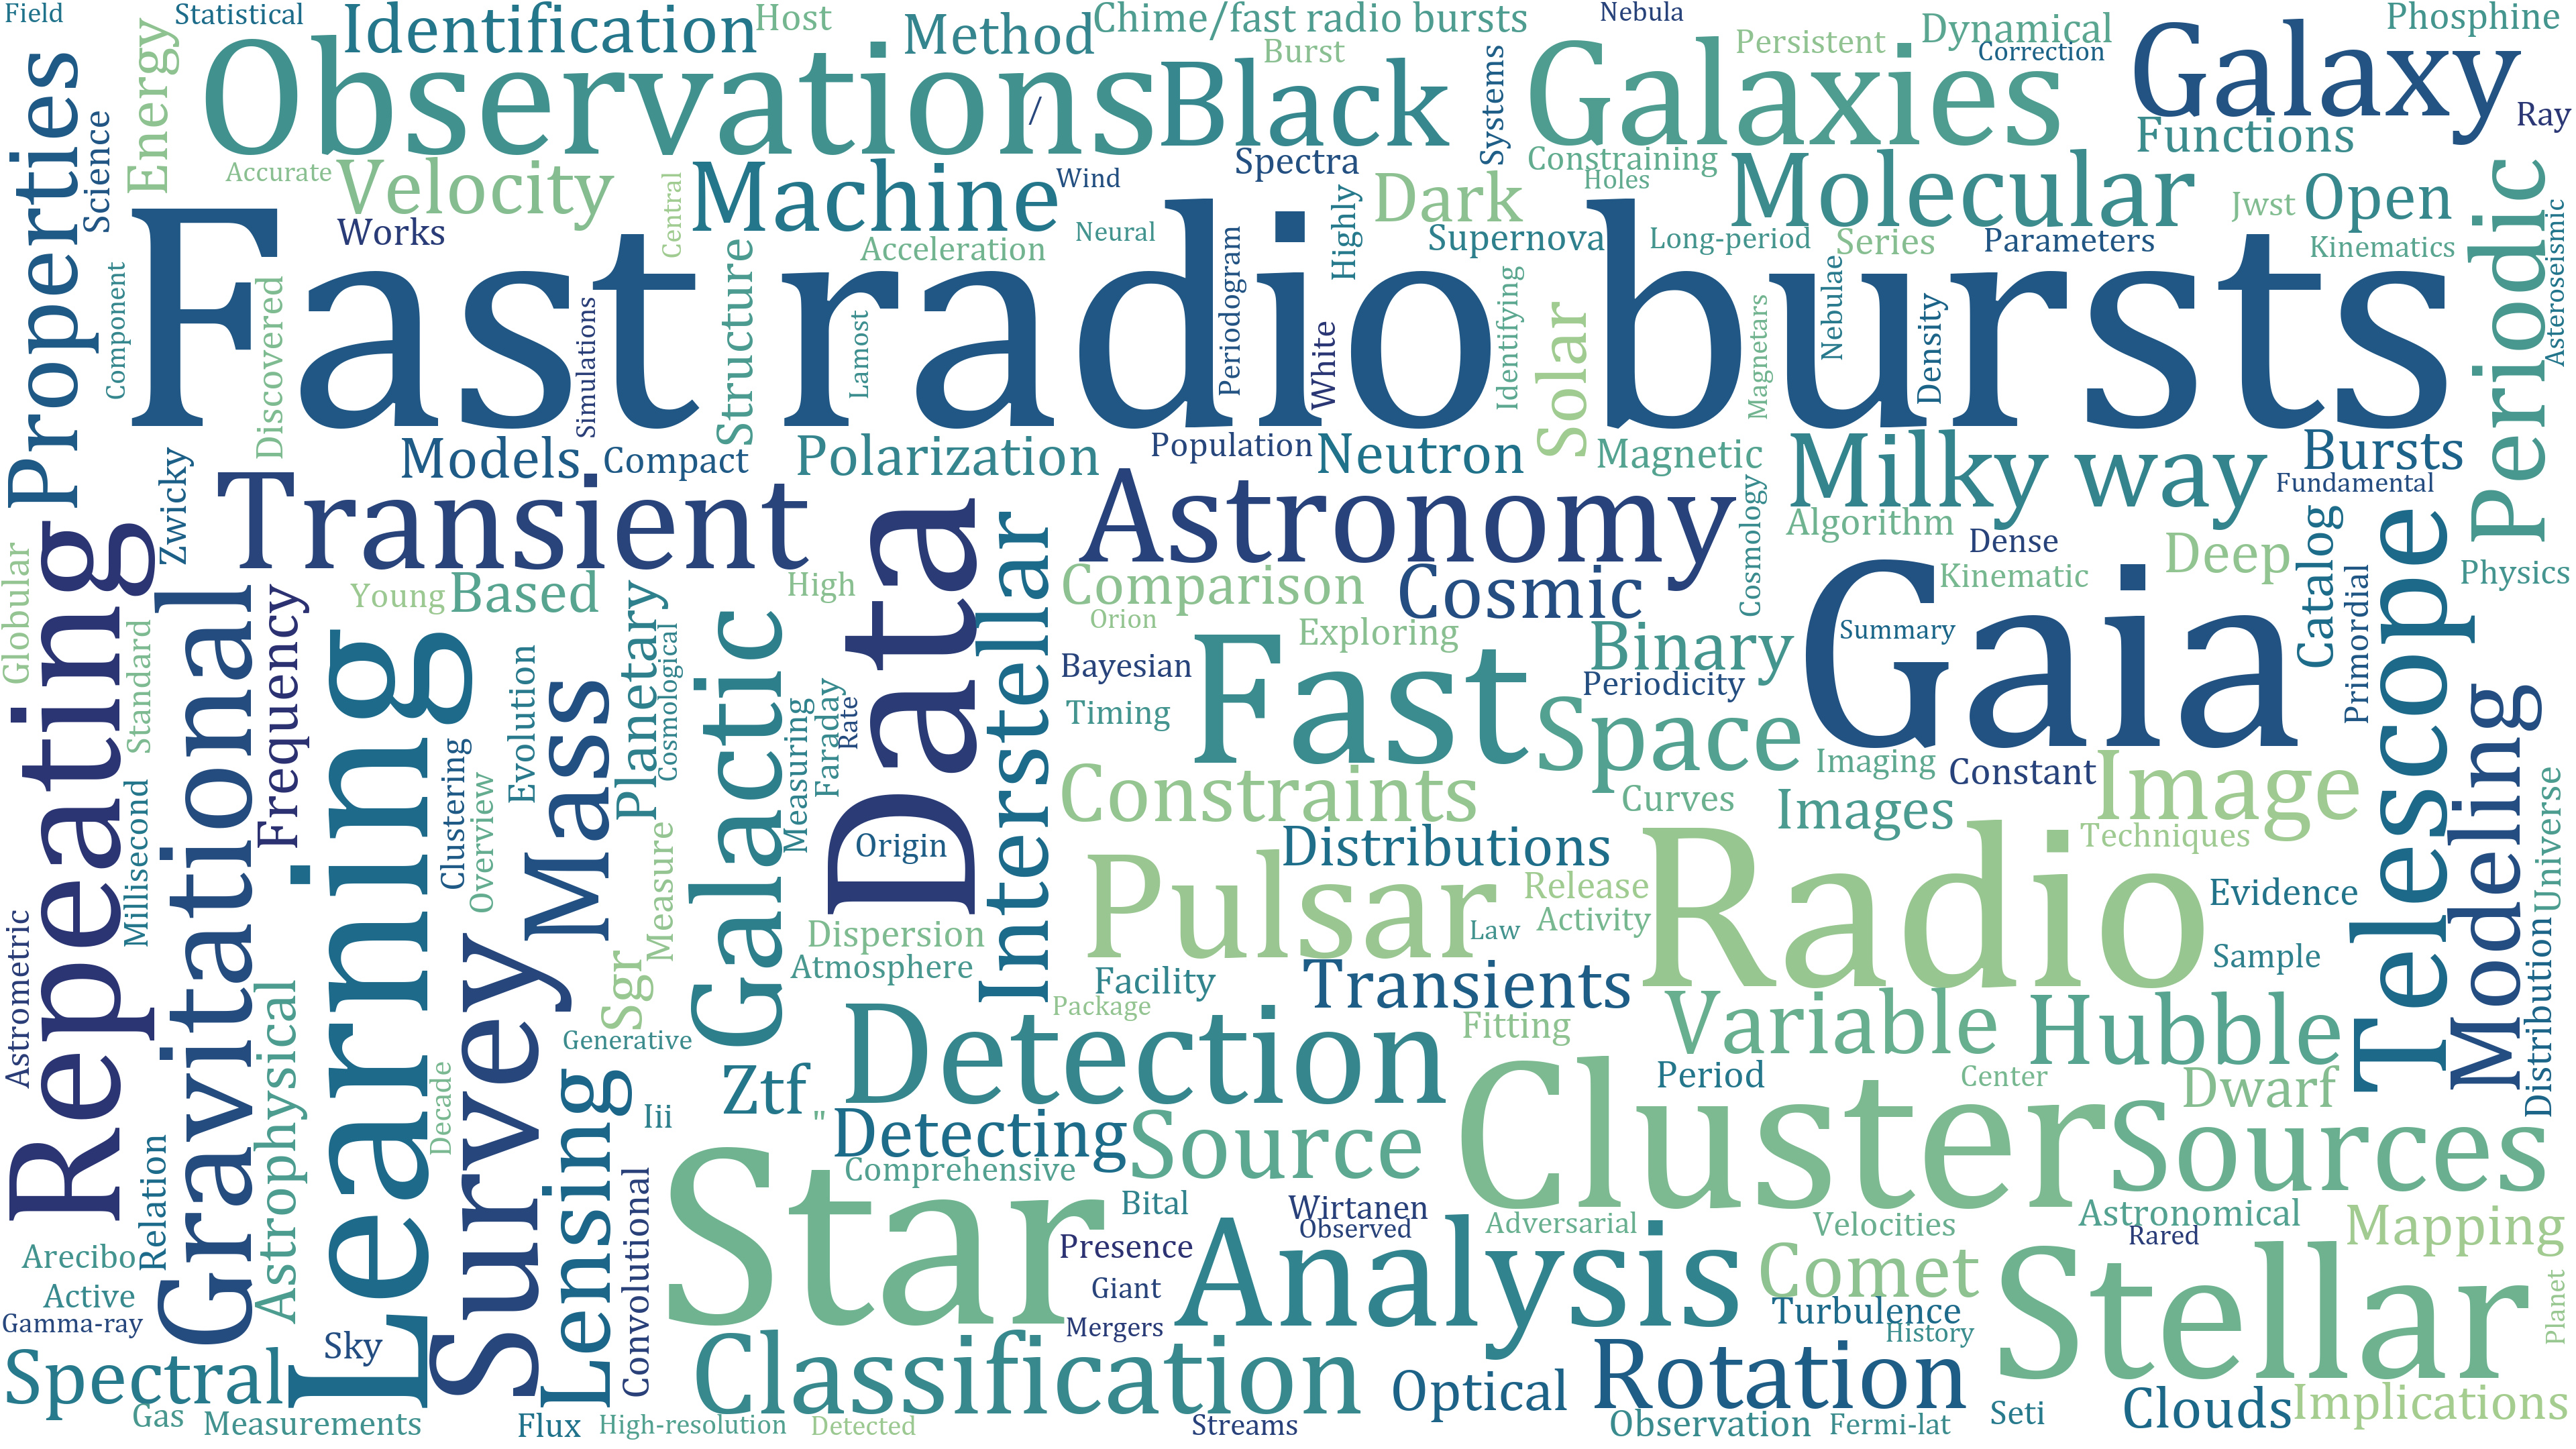 Field
Statistical
Identification
Host
Method
Chime/fast radio bursts
Nebula
Dynamical
Phosphine
Energy
Observations
Burst
Black
Systems
Galaxies
Persistent
Correction
Galaxy
Ray
Properties
Science
/
Accurate
Velocity
Machine
Central
Wind
Spectra
Constraining
Holes
Functions
Molecular
Jwst
Open
Periodic
Works
Acceleration
Neural
Highly
Dark
Supernova
Long-period
Series
Parameters
Kinematics
Asteroseismic
Component
Discovered
Fast radio bursts
Simulations
Structure
Lamost
Periodogram
White
Identifying
Solar
Magnetars
Nebulae
Density
Zwicky
Models
Compact
Polarization
Population
Neutron
Magnetic
Milky way
Bursts
Fundamental
Transient
Data
Astronomy
Cosmology
Algorithm
Dense
Deep
Catalog
Telescope
Physics
Globular
Repeating
Standard
Gravitational
Frequency
Young
Based
Planetary
High
Interstellar
Comparison
Cosmic
Kinematic
Gaia
Primordial
Orion
Exploring
Binary
Summary
Bayesian
Fast
Periodicity
Timing
Space
Learning
Evolution
Mass
Cosmological
Galactic
Measuring
Faraday
Rate
Clustering
Overview
Millisecond
Constraints
Imaging
Constant
Curves
Images
Image
Modeling
Universe
Origin
Distributions
Techniques
Pulsar
Release
Radio
Evidence
Activity
Law
Astrometric
Measure
Survey
Sgr
Dispersion
Atmosphere
Facility
Transients
Sample
Distribution
Package
Astrophysical
Generative
Detection
Fitting
Variable
Hubble
Decade
Lensing
Iii
Ztf
"
Period
Center
Dwarf
Detecting
Source
Cluster
Sources
Comprehensive
Relation
Convolutional
Star
Bital
Wirtanen
Observed
Adversarial
Velocities
Astronomical
Rared
Mapping
Arecibo
Presence
Analysis
Comet
Stellar
Active
Giant
Turbulence
Planet
Gamma-ray
Sky
Mergers
History
Spectral
Classification
Optical
Rotation
Clouds
Implications
Gas
Measurements
Flux
High-resolution
Detected
Streams
Observation
Fermi-lat
Seti